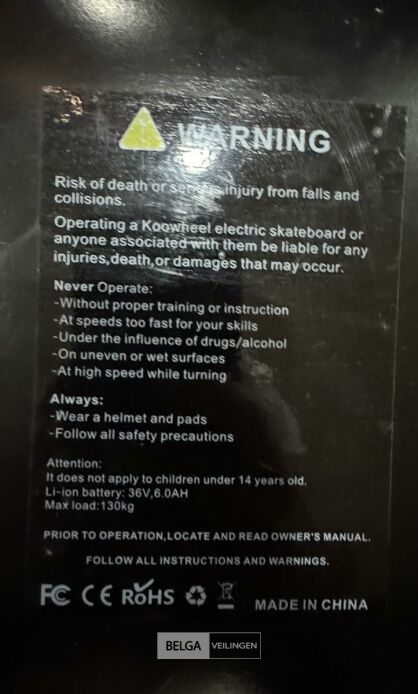 WARNING
Risk of death or serious injury from falls and
collisions.
Operating a Koowheel electric skateboard or
anyone associated with them be liable for any
injuries,death,or damages that may occur.
Never Operate:
-Without proper training or instruction
-At speeds too fast for your skills
-Under the influence of drugs/alcohol
-On uneven or wet surfaces
-At high speed while turning
Always:
-Wear a helmet and pads
-Follow all safety precautions
Attention:
It does not apply to children under 14 years old.
Li-ion battery: 36V,6.0AH
Max load:130kg
PRIOR TO OPERATION,LOCATE AND READ OWNER'S MANUAL.
FOLLOW ALL INSTRUCTIONS AND WARNINGS.
FC CE RoHS MADE IN CHINA
BELGA VEILINGEN